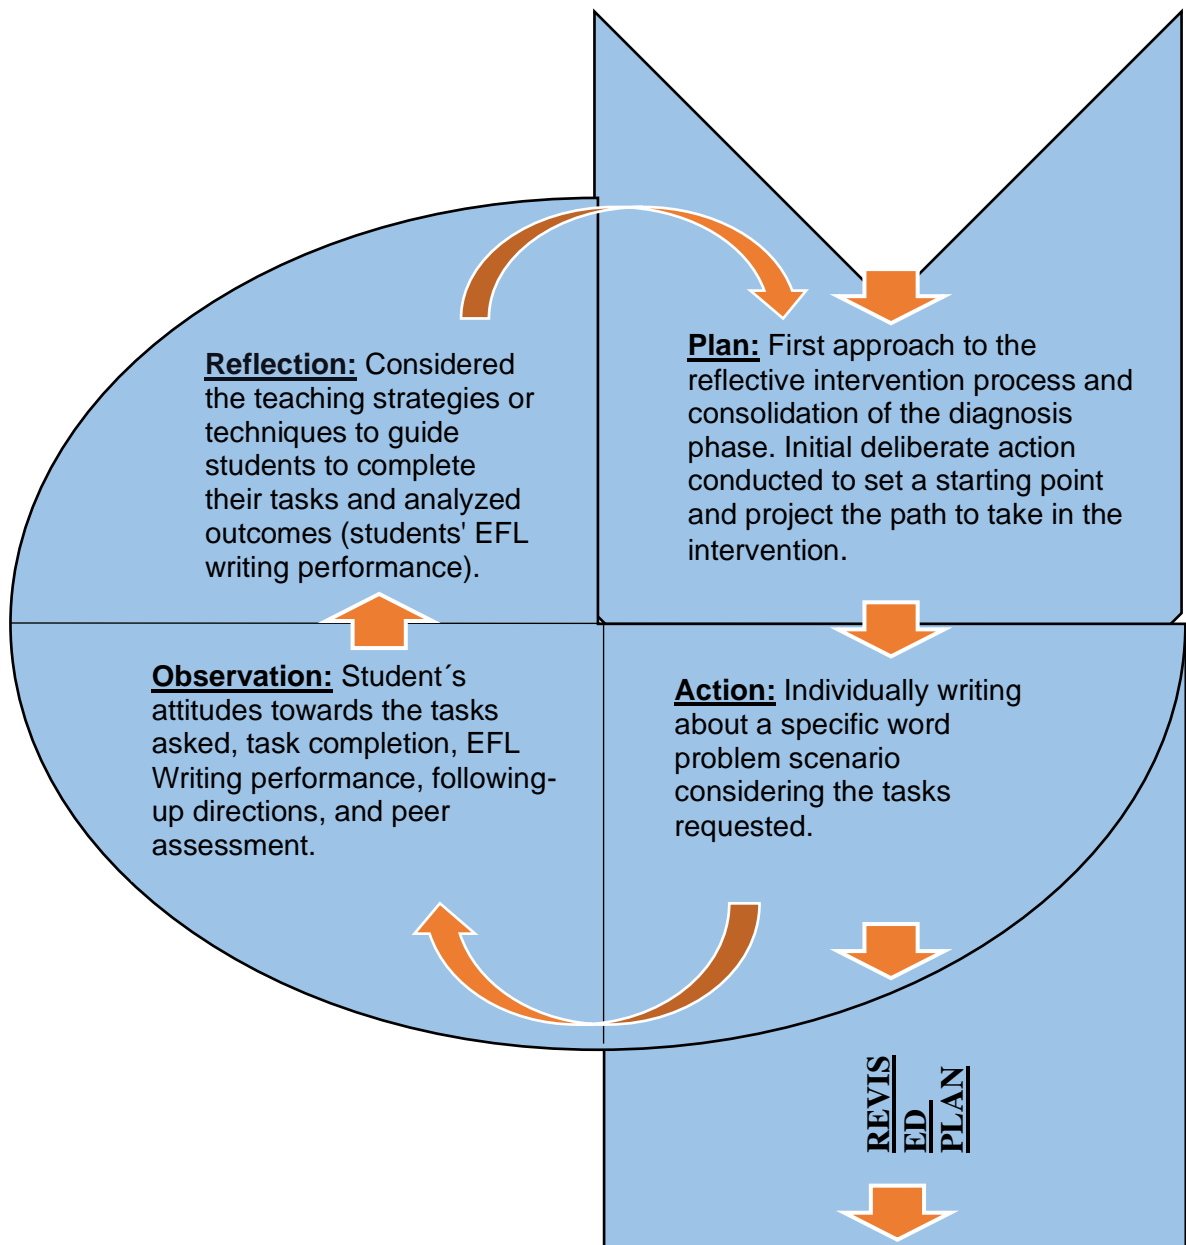 Reflection: Considered
the teaching strategies or
techniques to guide
students to complete
their tasks and analyzed
outcomes (students' EFL
writing performance).
Plan: First approach to the
reflective intervention process and
consolidation of the diagnosis
phase. Initial deliberate action
conducted to set a starting point
and project the path to take in the
intervention.
Observation: Student´s
attitudes towards the tasks
asked, task completion, EFL
Writing performance, following-
up directions, and peer
assessment.
Action: Individually writing
about a specific word
problem scenario
considering the tasks
requested.
REVIS
ED
PLAN